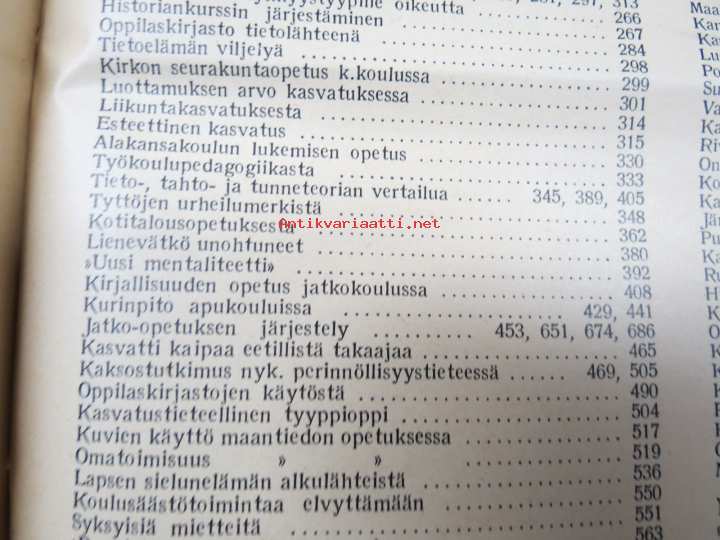 oikeutta 266
Historiankurssin järjestäminen 267
Oppilaskirjasto tietolähteenä 284
Tietoelämän viljelyä 298
Kirkon seurakuntaopetus k.koulussa 299
Luottamuksen arvo kasvatuksessa 301
Liikuntakasvatuksesta 314
Esteettinen kasvatus 315
Alakansakoulun lukemisen opetus 330
Työkoulupedagogiikasta 333
Tieto-, tahto- ja tunneteorian vertailua 345, 389, 405
Tyttöjen urheilumerkistä 348
Kotitalousopetuksesta 362
Antikvariaatti.net
Lienevätkö unohtuneet 380
»Uusi mentaliteetti» 392
Kirjallisuuden opetus jatkokoulussa 408
Kurinpito apukouluissa 429, 441
Jatko-opetuksen järjestely 453, 651, 674, 686
Kasvatti kaipaa eetillistä takaajaa 465
Kaksostutkimus nyk. perinnöllisyystieteessä 469, 505
Oppilaskirjastojen käytöstä 490
Kasvatustieteellinen tyyppioppi 504
Kuvien käyttö maantiedon opetuksessa 517
Omatoimisuus » » 519
Lapsen sielunelämän alkulähteistä 536
Koulusäästötoimintaa elvyttämään 550
Syksyisiä mietteitä 551
563